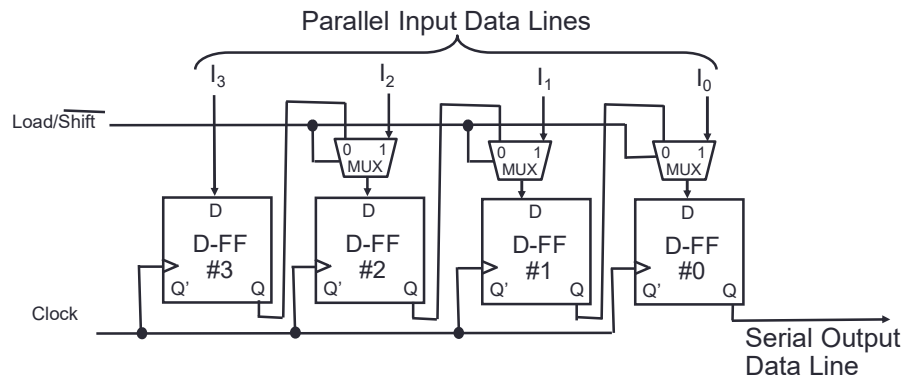 Parallel Input Data Lines
I3 I2 I1 I0
Load/Shift
0 1 0 1 0 1
MUX MUX MUX
D D D D
D-FF D-FF D-FF D-FF
#3 #2 #1 #0
Q' Q Q' Q Q' Q Q' Q
Clock
Serial Output
Data Line